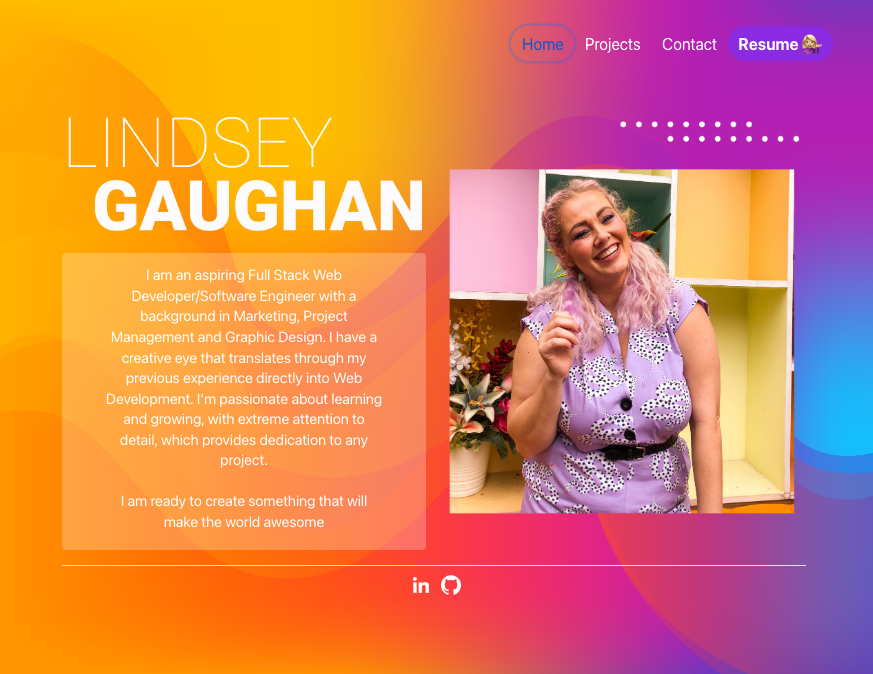 Home Projects Contact Resume
LINDSEY
GAUGHAN
I am an aspiring Full Stack Web
Developer/Software Engineer with a
background in Marketing, Project
Management and Graphic Design. I have a
creative eye that translates through my
previous experience directly into Web
Development. I'm passionate about learning
and growing, with extreme attention to
detail, which provides dedication to any
project.
I am ready to create something that will
make the world awesome
in